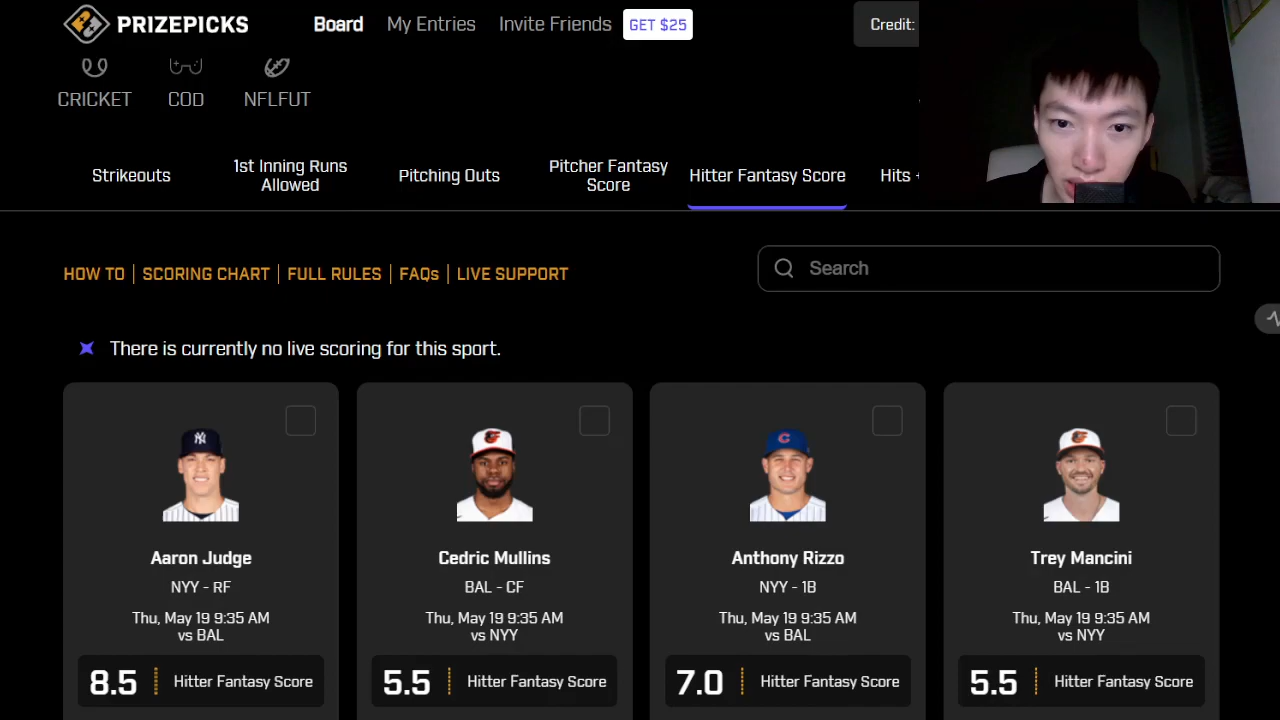 PRIZEPICKS Board My Entries Invite Friends GET $25 Credit:
CRICKET COD NFLFUT
Strikeouts 1st Inning Runs Allowed Pitching Outs Pitcher Fantasy Score Hitter Fantasy Score Hits +
HOW TO | SCORING CHART | FULL RULES | FAQs | LIVE SUPPORT Search
There is currently no live scoring for this sport.
Aaron Judge Cedric Mullins Anthony Rizzo Trey Mancini
NYY - RF BAL - CF NYY - 1B BAL - 1B
Thu, May 19 9:35 AM Thu, May 19 9:35 AM Thu, May 19 9:35 AM Thu, May 19 9:35 AM
vs BAL vs NYY vs BAL vs NYY
8.5 Hitter Fantasy Score 5.5 Hitter Fantasy Score 7.0 Hitter Fantasy Score 5.5 Hitter Fantasy Score